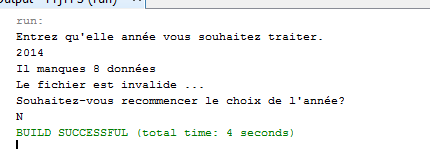 run:
Entrez qu'elle année vous souhaitez traiter.
2014
Il manques 8 données
Le fichier est invalide ...
Souhaitez-vous recommencer le choix de l'année?
N
BUILD SUCCESSFUL (total time: 4 seconds)